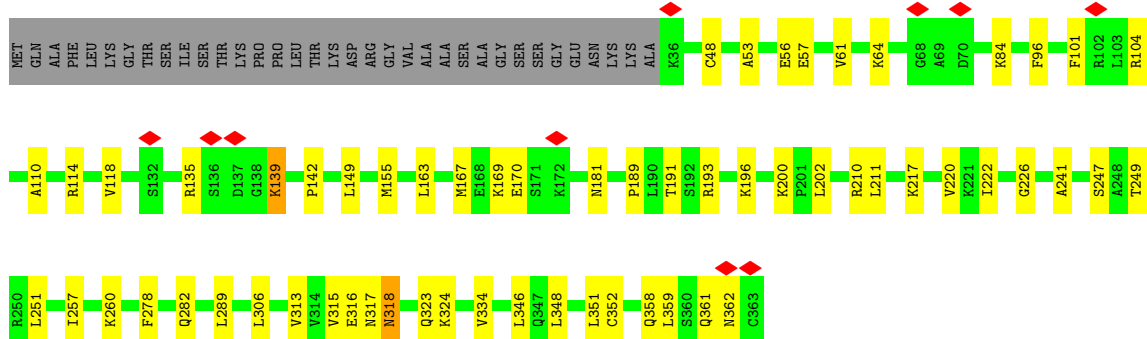 MET GLN ALA PHE LEU LYS GLY THR SER ILE SER THR LYS PRO PRO LEU THR LYS ASP ARG GLY VAL ALA ALA SER ALA GLY SER SER GLY GLU ASN LYS LYS ALA K36 C48 A53 E56 E57 V61 K64 G68 A69 D70 K84 F96 F101 R102 L103 R104
A110 R114 V118 S132 R135 S136 D137 G138 K139 P142 L149 M155 L163 M167 E168 K169 E170 S171 K172 N181 P189 L190 T191 S192 R193 K196 K200 P201 L202 R210 L211 K217 V220 K221 I222 G226 A241 S247 A248 T249
R250 L251 I257 K260 F278 Q282 L289 L306 V313 V314 V315 E316 N317 N318 Q323 K324 V334 L346 Q347 L348 L351 C352 Q358 L359 S360 Q361 N362 C363